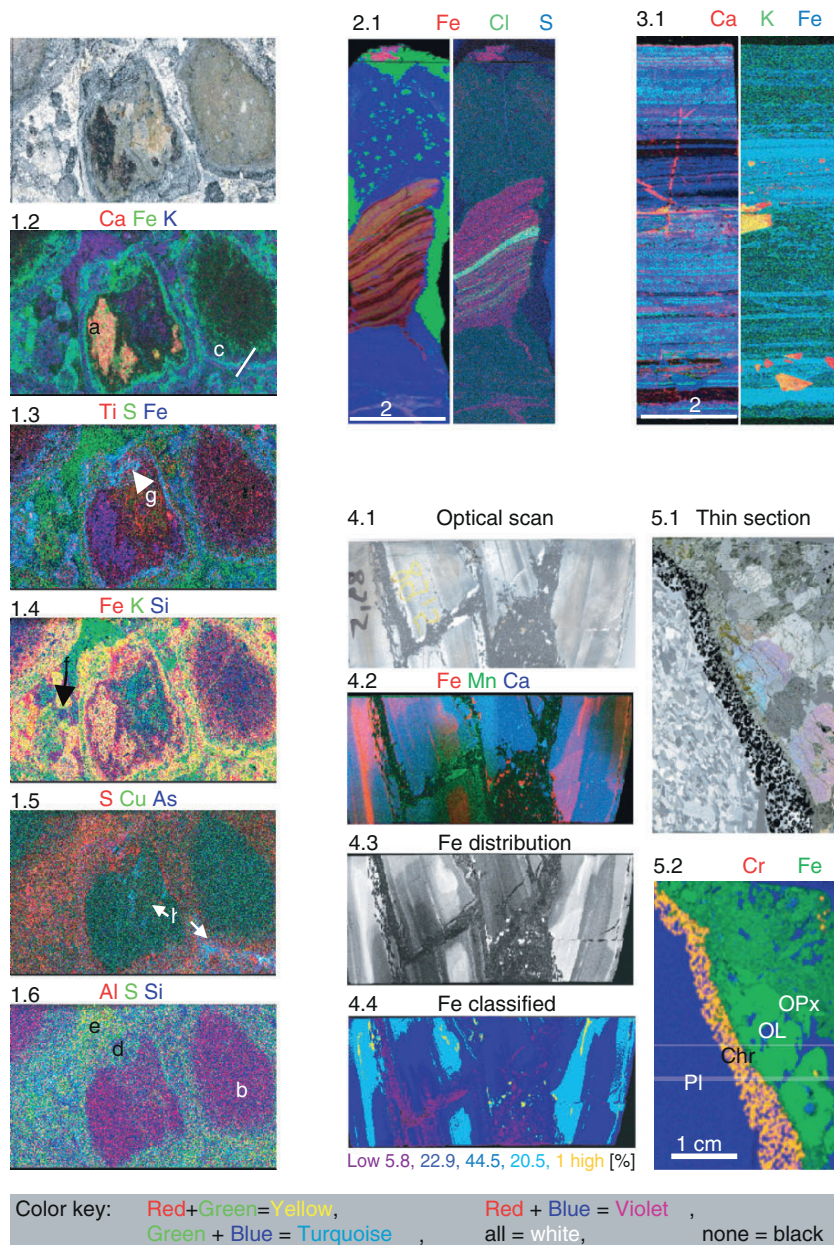 2.1 Fe Cl S
3.1 Ca K Fe
1.2 Ca Fe K
a
c
1.3 Ti S Fe
g
2
2
4.1 Optical scan
5.1 Thin section
1.4 Fe K Si
f
4.2 Fe Mn Ca
1.5 S Cu As
4.3 Fe distribution
5.2 Cr Fe
1.6 Al S Si
e
d
b
4.4 Fe classified
OPx
OL
Chr
Pl
1 cm
Low 5.8, 22.9, 44.5, 20.5, 1 high [%]
Color key: Red+Green=Yellow, Red + Blue = Violet ,
Green + Blue = Turquoise , all = white, none = black